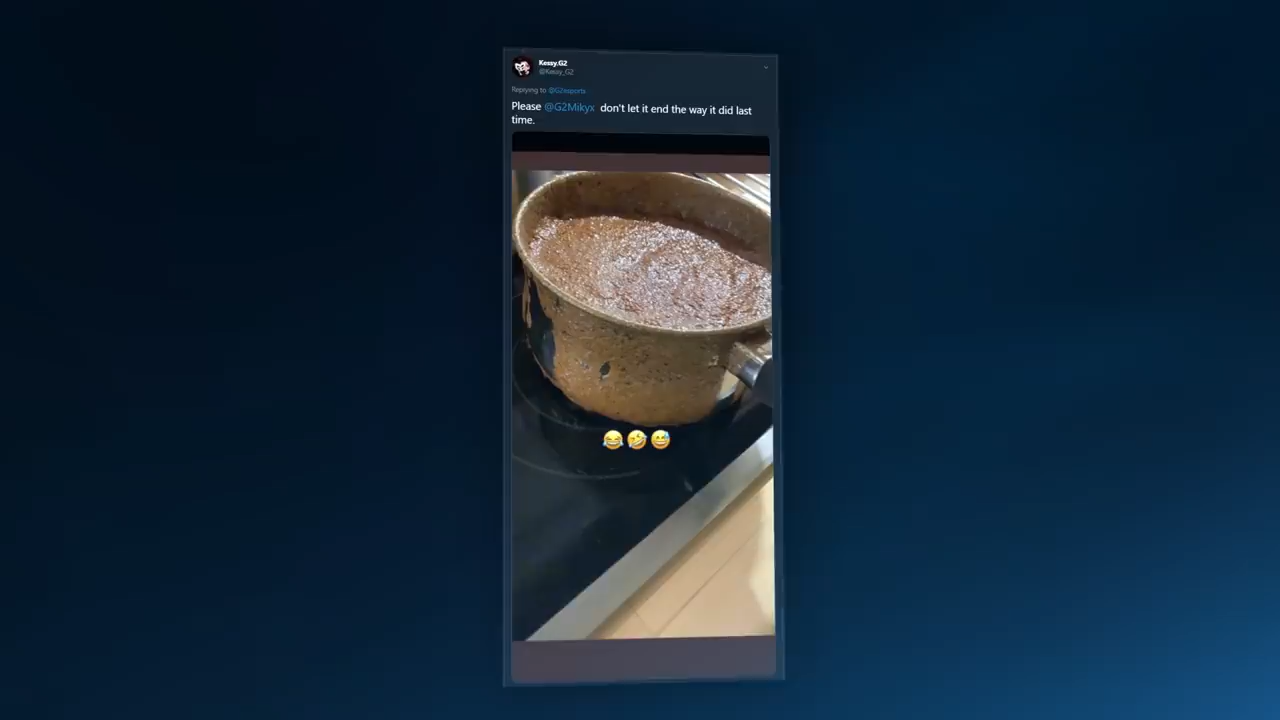 Kessy.G2
@Kessy_G2
Replying to @G2esports
Please @G2Mikyx don't let it end the way it did last
time.